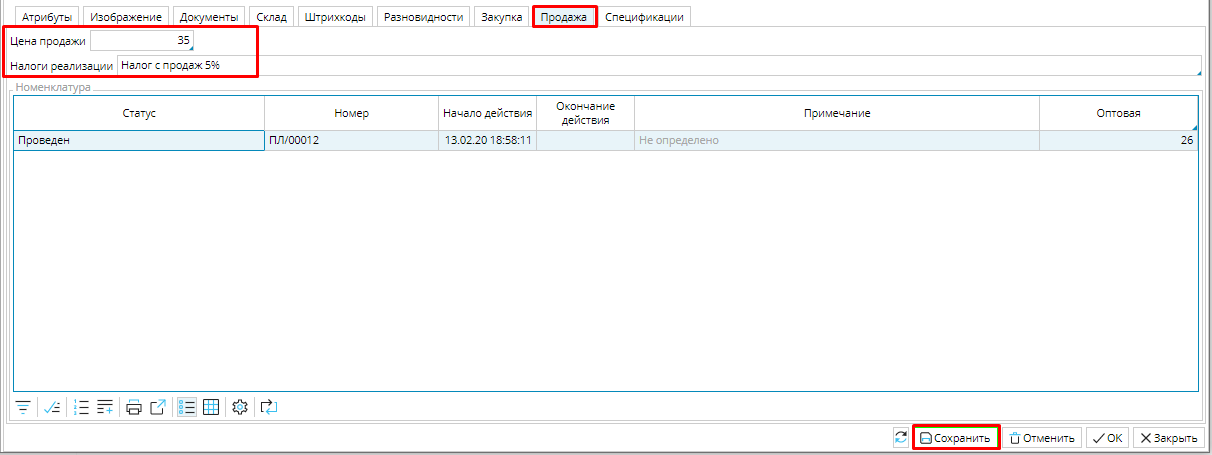 Атрибуты Изображение Документы Склад Штрихкоды Разновидности Закупка Продажа Спецификации
Цена продажи 35
Налоги реализации Налог с продаж 5%
Номенклатура
Статус Номер Начало действия Окончание действия Примечание Оптовая
Проведен ПЛ/00012 13.02.20 18:58:11 Не определено 26
Сохранить Отменить OK Закрыть